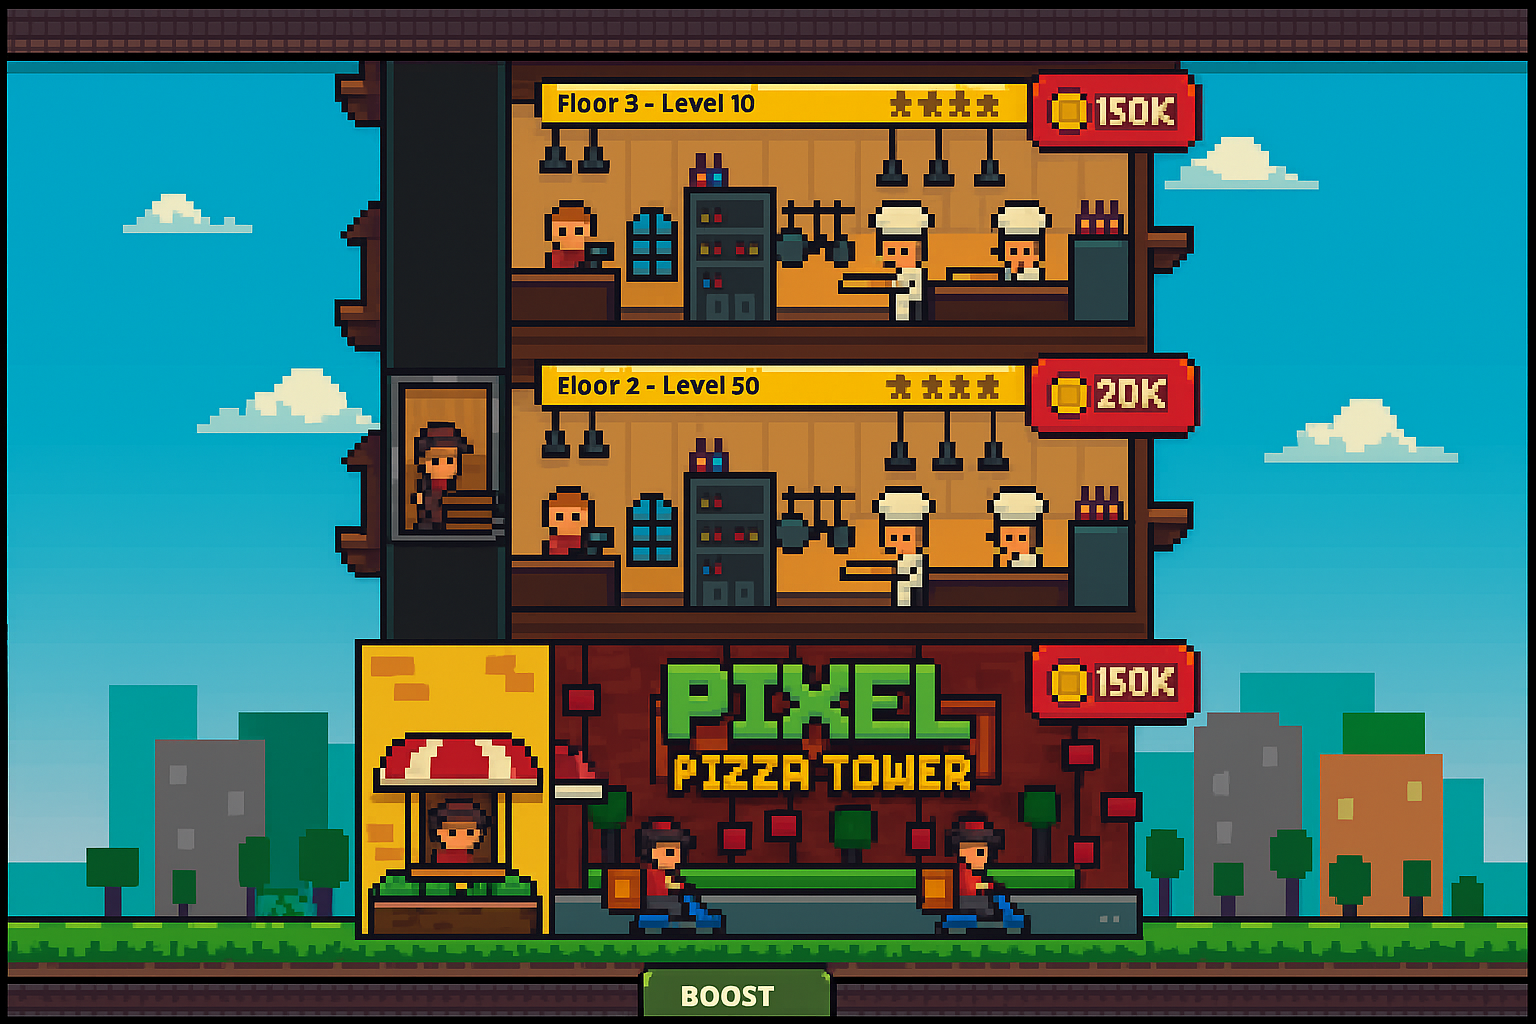 Floor 3 - Level 10
150K
Eloor 2 - Level 50
20K
150K
PIXEL
PIZZA TOWER
BOOST